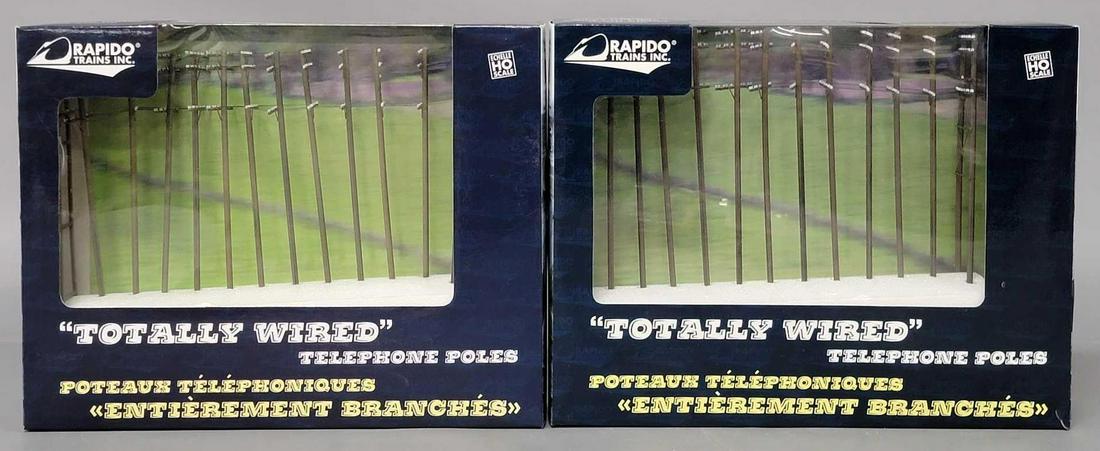 RAPIDO®
TRAINS INC.
ÉCHELLE
HO
SCALE
“TOTALLY WIRED”
TELEPHONE POLES
POTEAUX TÉLÉPHONIQUES
«ENTIÈREMENT BRANCHÉS»
RAPIDO®
TRAINS INC.
ÉCHELLE
HO
SCALE
“TOTALLY WIRED”
TELEPHONE POLES
POTEAUX TÉLÉPHONIQUES
«ENTIÈREMENT BRANCHÉS»